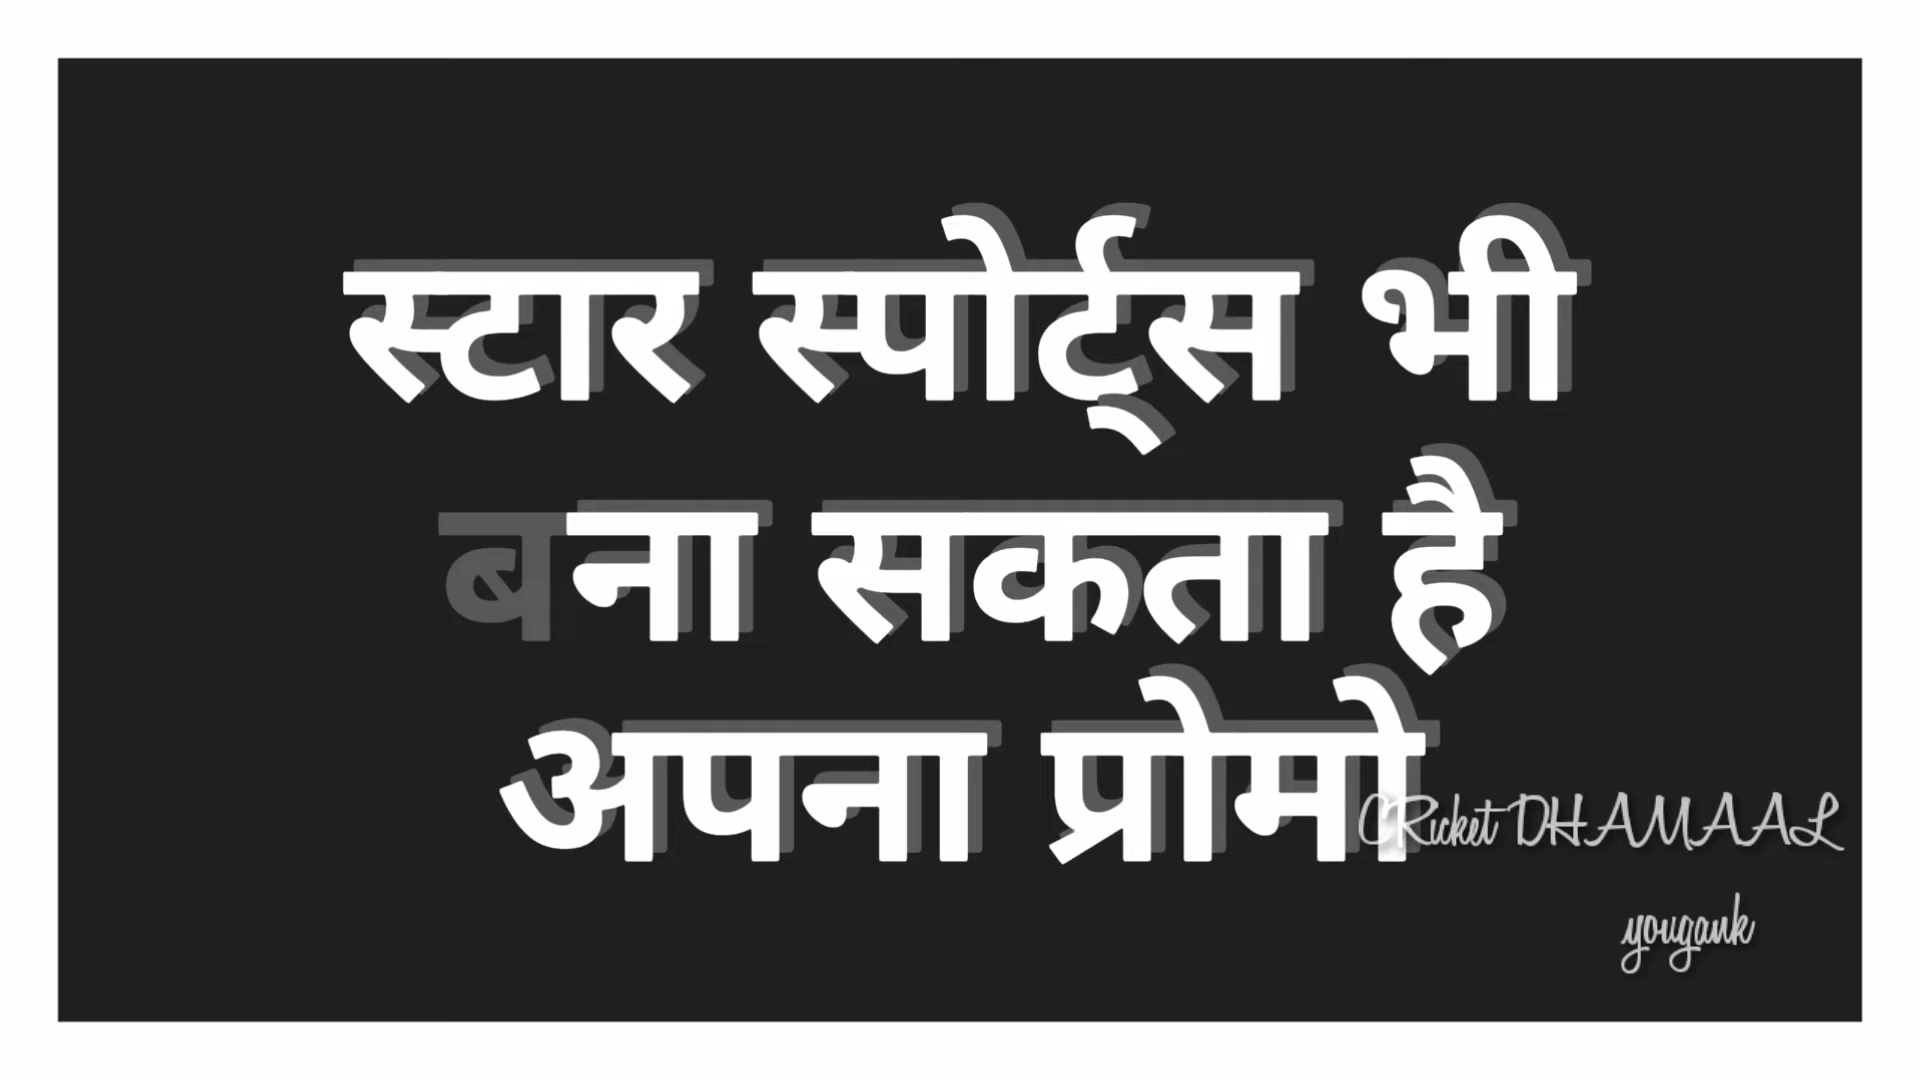 स्टार स्पोर्ट्स भी
बना सकता है
अपना प्रोमो
CRicket DHAMAAL
yougank